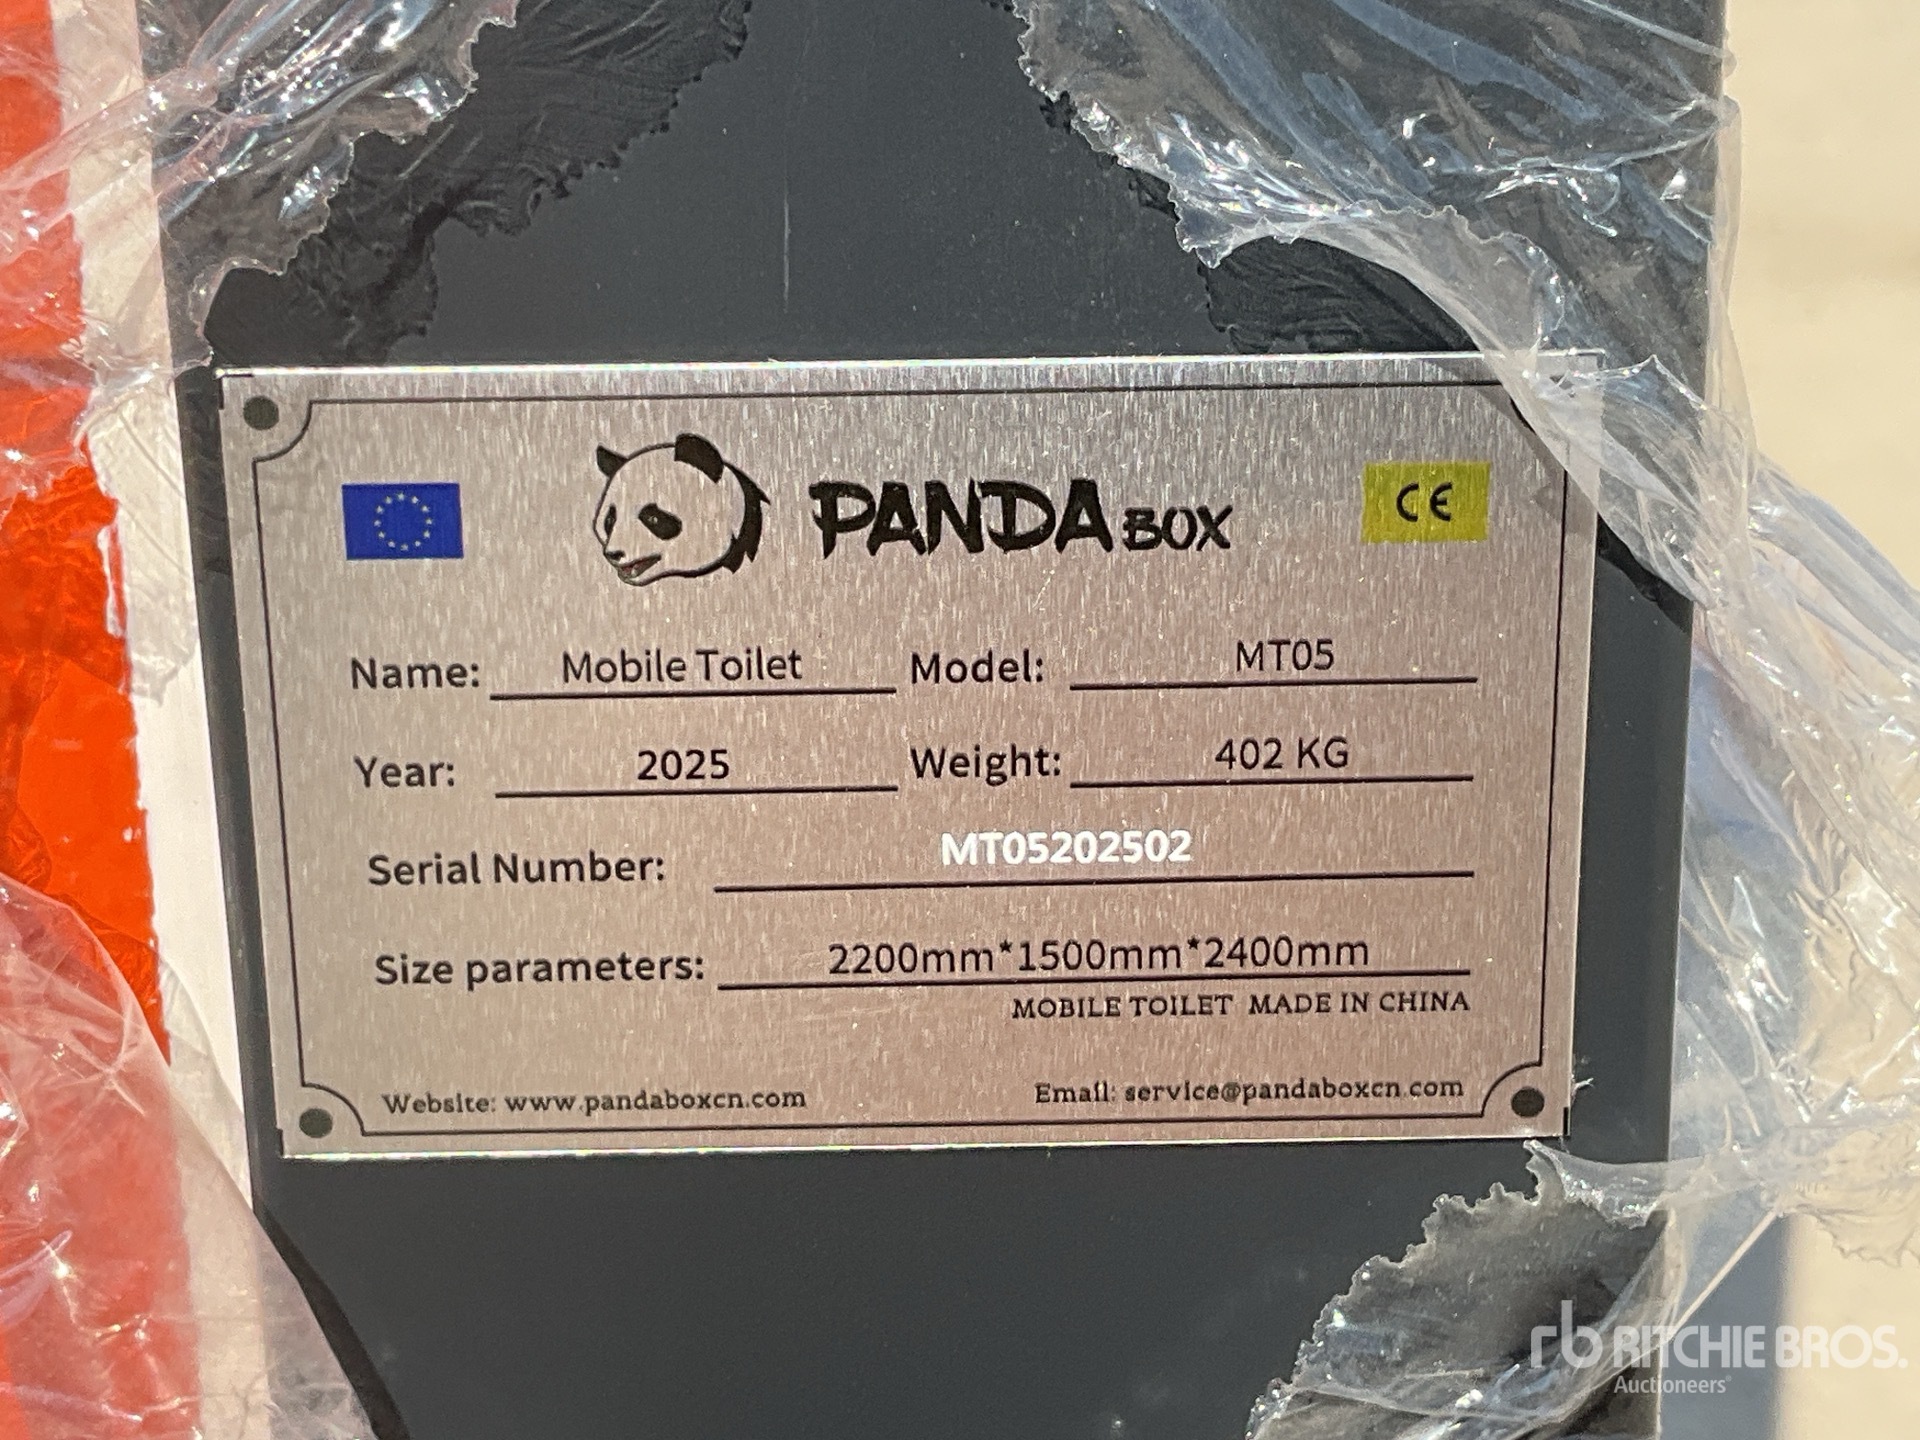 PANDA BOX
CE
Name: Mobile Toilet Model: MT05
Year: 2025 Weight: 402 KG
Serial Number: MT05202502
Size parameters: 2200mm*1500mm*2400mm
MOBILE TOILET MADE IN CHINA
Website: www.pandaboxcn.com Email: service@pandaboxcn.com
rb RITCHIE BROS.
Auctioneers